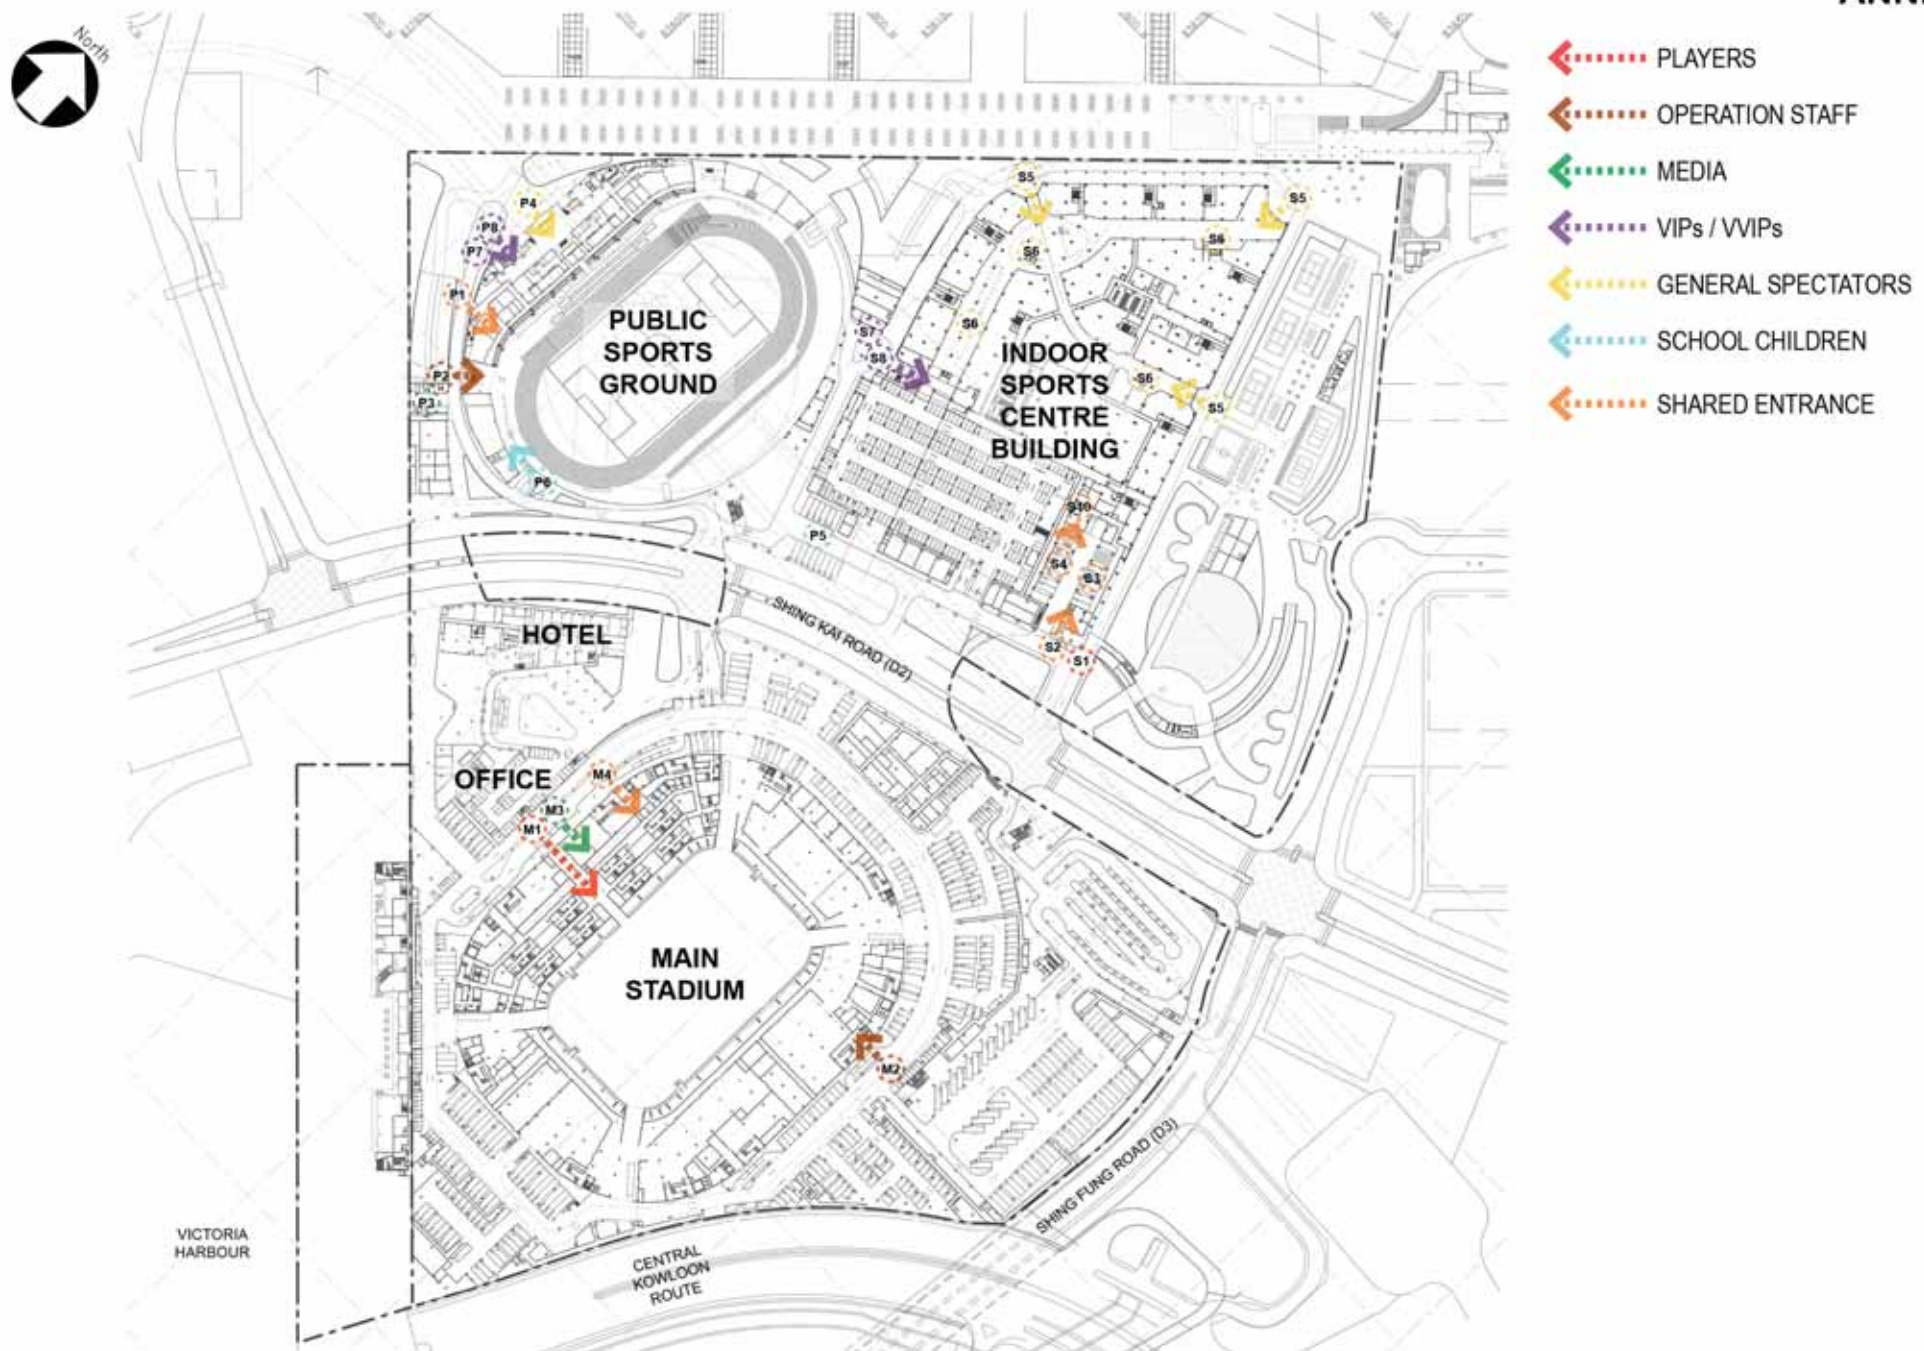 North
PLAYERS
OPERATION STAFF
MEDIA
VIPs / VVIPs
GENERAL SPECTATORS
SCHOOL CHILDREN
SHARED ENTRANCE
P4
P8
P7
P1
P2
P3
P6
PUBLIC
SPORTS
GROUND
S5
S5
S6
S6
S6
S7
S8
INDOOR
SPORTS
CENTRE
BUILDING
S6
S5
S10
S4
S3
P5
S2
S1
SHING KAI ROAD (D2)
HOTEL
OFFICE
M4
M3
M1
MAIN
STADIUM
M2
SHING FUNG ROAD (D3)
VICTORIA
HARBOUR
CENTRAL
KOWLOON
ROUTE